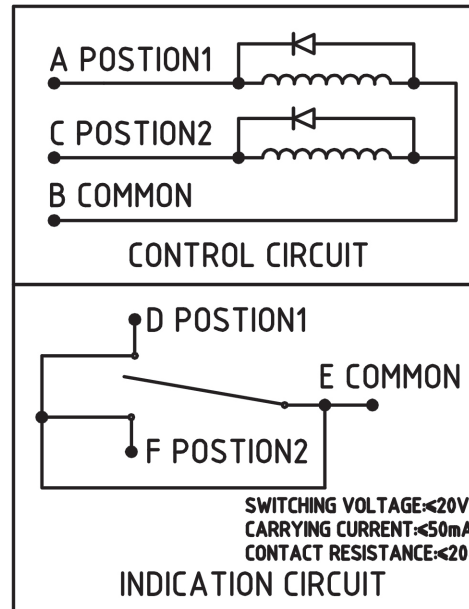 A POSTION1
C POSTION2
B COMMON
CONTROL CIRCUIT
D POSTION1
E COMMON
F POSTION2
SWITCHING VOLTAGE:≤20V
CARRYING CURRENT:≤50mA
CONTACT RESISTANCE:≤20
INDICATION CIRCUIT